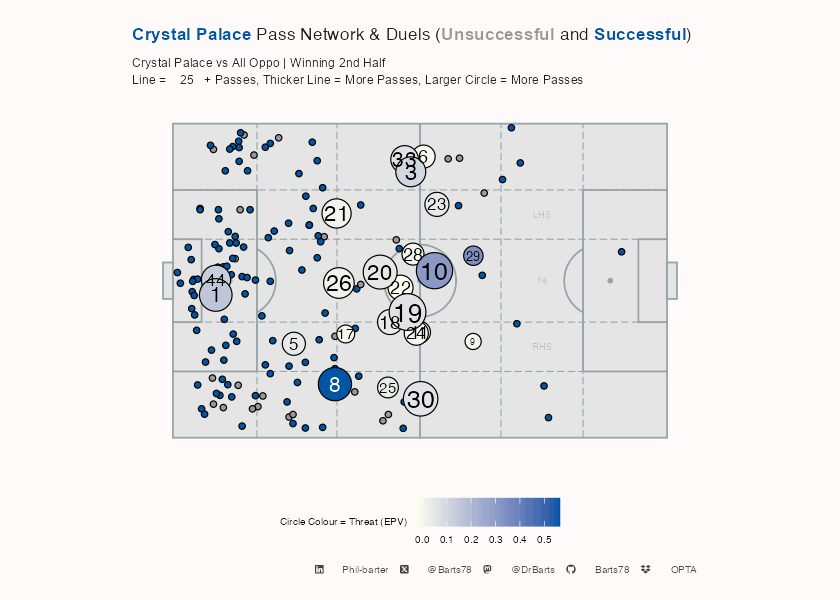 Crystal Palace Pass Network & Duels (Unsuccessful and Successful)
Crystal Palace vs All Oppo | Winning 2nd Half
Line = 25 + Passes, Thicker Line = More Passes, Larger Circle = More Passes
33 6
3
23
LHS
21
28
29
20
10
14
44
26
22
1
19
18
24
17
9
RHS
5
8
25
30
Circle Colour = Threat (EPV)
0.0 0.1 0.2 0.3 0.4 0.5
Phil-barter @Barts78 @DrBarts Barts78 OPTA